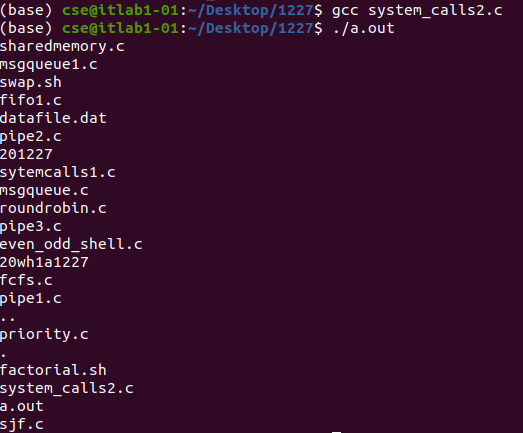 (base) cse@itlab1-01:~/Desktop/1227$ gcc system_calls2.c
(base) cse@itlab1-01:~/Desktop/1227$ ./a.out
sharedmemory.c
msgqueue1.c
swap.sh
fifo1.c
datafile.dat
pipe2.c
201227
sytemcalls1.c
msgqueue.c
roundrobin.c
pipe3.c
even_odd_shell.c
20wh1a1227
fcfs.c
pipe1.c
..
priority.c
.
factorial.sh
system_calls2.c
a.out
sjf.c